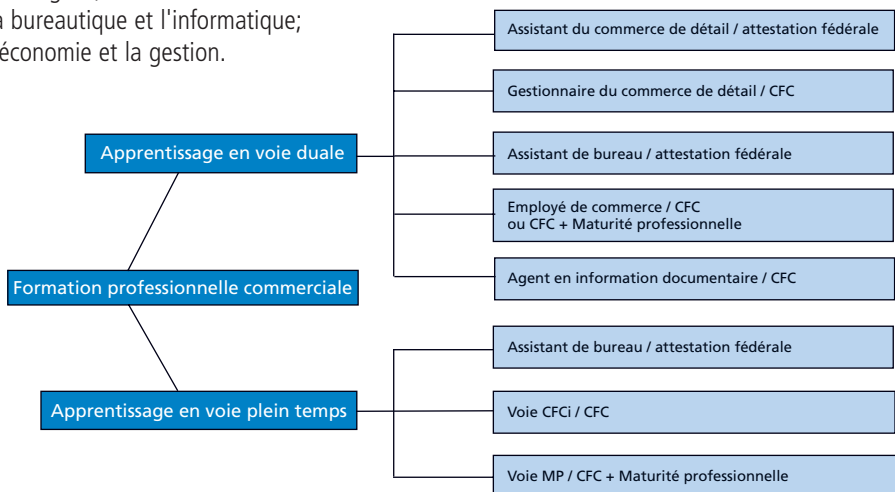 a bureautique et l'informatique;
économie et la gestion.
Assistant du commerce de détail / attestation fédérale
Gestionnaire du commerce de détail / CFC
Apprentissage en voie duale
Assistant de bureau / attestation fédérale
Employé de commerce / CFC
ou CFC + Maturité professionnelle
Formation professionnelle commerciale
Agent en information documentaire / CFC
Assistant de bureau / attestation fédérale
Apprentissage en voie plein temps
Voie CFCi / CFC
Voie MP / CFC + Maturité professionnelle